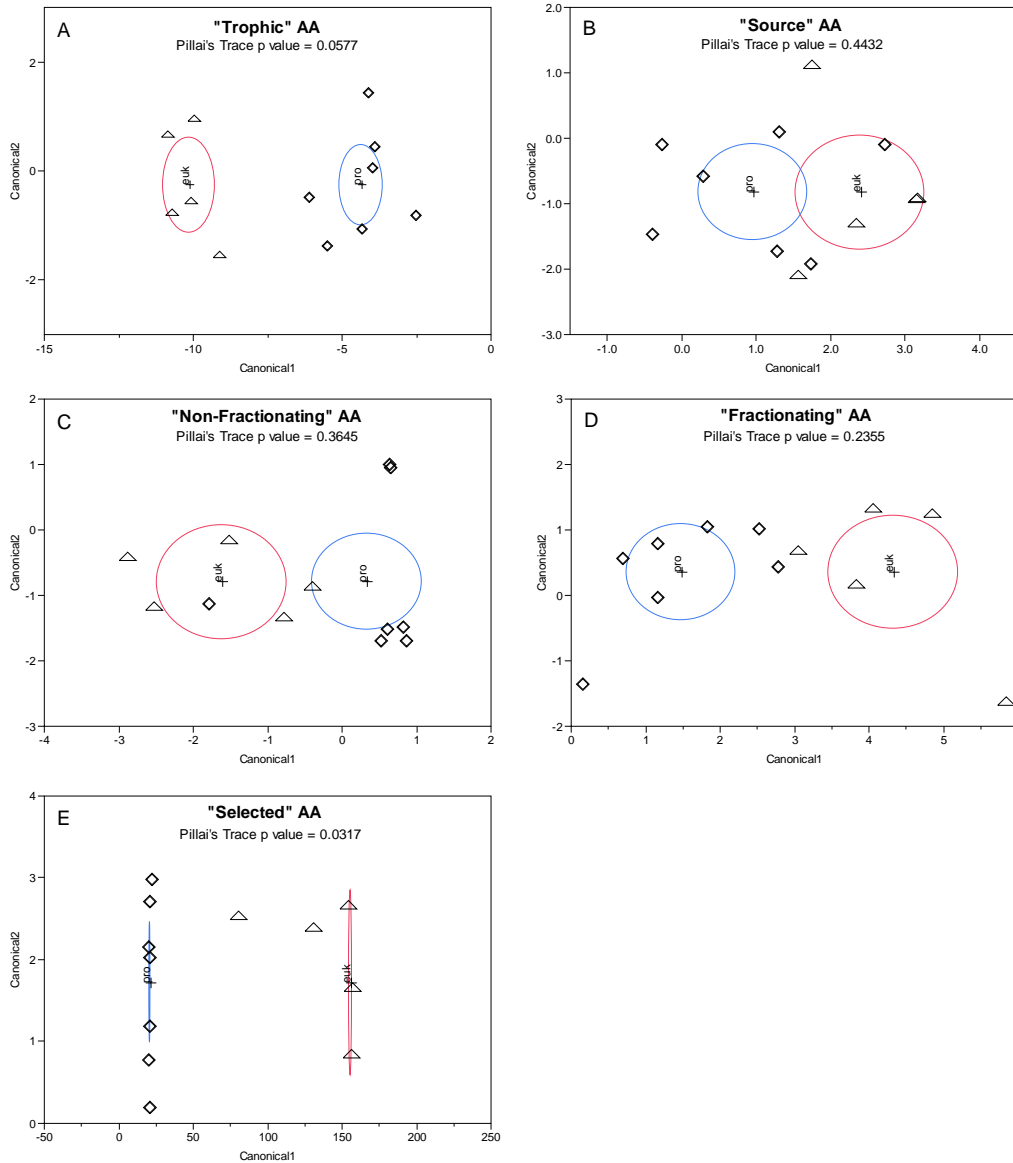 A
"Trophic" AA
Pillai's Trace p value = 0.0577
Canonical2
2
0
-2
euk
pro
-15
-10
-5
0
Canonical1
B
"Source" AA
Pillai's Trace p value = 0.4432
Canonical2
2.0
1.0
0.0
-1.0
-2.0
-3.0
pro
euk
-1.0
0.0
1.0
2.0
3.0
4.0
Canonical1
C
"Non-Fractionating" AA
Pillai's Trace p value = 0.3645
Canonical2
2
1
0
-1
-2
-3
euk
pro
-4
-3
-2
-1
0
1
2
Canonical1
D
"Fractionating" AA
Pillai's Trace p value = 0.2355
Canonical2
3
2
1
0
-1
-2
pro
euk
0
1
2
3
4
5
Canonical1
E
"Selected" AA
Pillai's Trace p value = 0.0317
Canonical2
4
3
2
1
0
pro
euk
-50
0
50
100
150
200
250
Canonical1